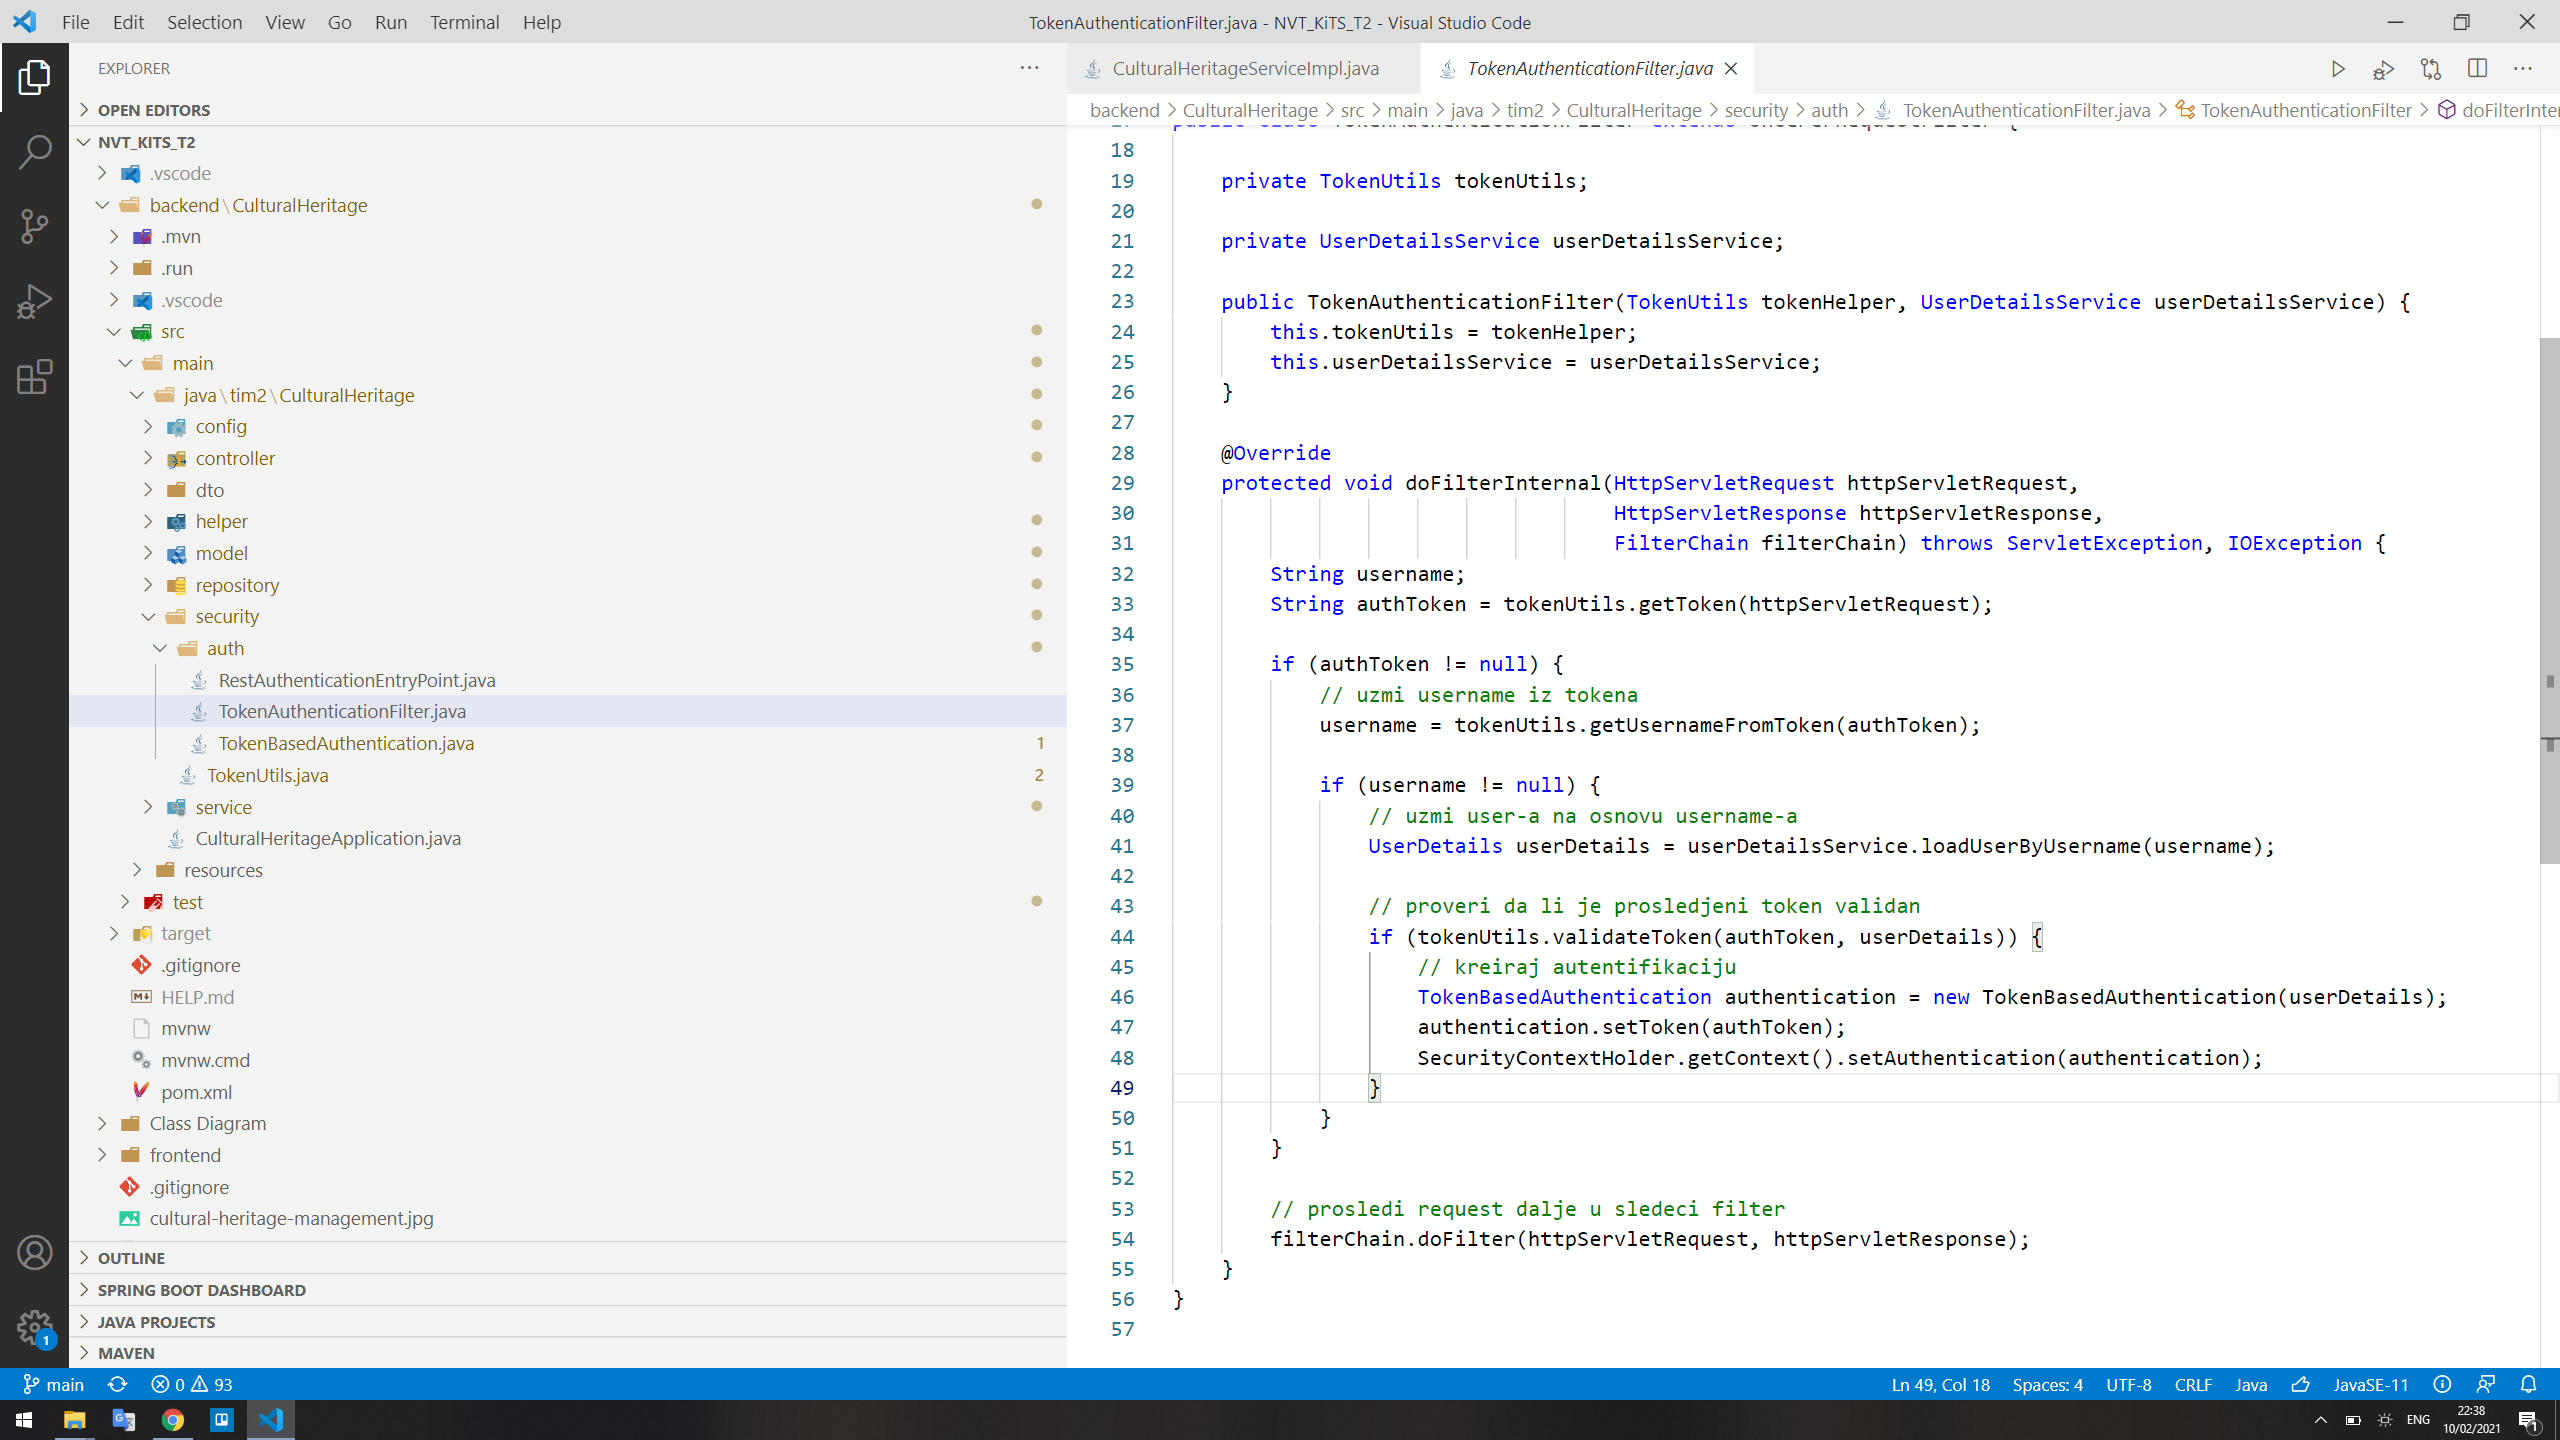 File Edit Selection View Go Run Terminal Help
TokenAuthenticationFilter.java - NVT_KiTS_T2 - Visual Studio Code
EXPLORER
OPEN EDITORS
NVT_KITS_T2
.vscode
backend\CulturalHeritage
.mvn
.run
.vscode
src
main
java\tim2\CulturalHeritage
config
controller
dto
helper
model
repository
security
auth
RestAuthenticationEntryPoint.java
TokenAuthenticationFilter.java
TokenBasedAuthentication.java 1
TokenUtils.java 2
service
CulturalHeritageApplication.java
resources
test
target
.gitignore
HELP.md
mvnw
mvnw.cmd
pom.xml
Class Diagram
frontend
.gitignore
cultural-heritage-management.jpg
OUTLINE
SPRING BOOT DASHBOARD
JAVA PROJECTS
MAVEN
CulturalHeritageServiceImpl.java
TokenAuthenticationFilter.java
backend > CulturalHeritage > src > main > java > tim2 > CulturalHeritage > security > auth > TokenAuthenticationFilter.java > TokenAuthenticationFilter > doFilterInter
18
19 private TokenUtils tokenUtils;
20
21 private UserDetailsService userDetailsService;
22
23 public TokenAuthenticationFilter(TokenUtils tokenHelper, UserDetailsService userDetailsService) {
24 this.tokenUtils = tokenHelper;
25 this.userDetailsService = userDetailsService;
26 }
27
28 @Override
29 protected void doFilterInternal(HttpServletRequest httpServletRequest,
30 HttpServletResponse httpServletResponse,
31 FilterChain filterChain) throws ServletException, IOException {
32 String username;
33 String authToken = tokenUtils.getToken(httpServletRequest);
34
35 if (authToken != null) {
36 // uzmi username iz tokena
37 username = tokenUtils.getUsernameFromToken(authToken);
38
39 if (username != null) {
40 // uzmi user-a na osnovu username-a
41 UserDetails userDetails = userDetailsService.loadUserByUsername(username);
42
43 // proveri da li je prosledjeni token validan
44 if (tokenUtils.validateToken(authToken, userDetails)) {
45 // kreiraj autentifikaciju
46 TokenBasedAuthentication authentication = new TokenBasedAuthentication(userDetails);
47 authentication.setToken(authToken);
48 SecurityContextHolder.getContext().setAuthentication(authentication);
49 }
50 }
51 }
52
53 // prosledi request dalje u sledeci filter
54 filterChain.doFilter(httpServletRequest, httpServletResponse);
55 }
56 }
57
1
main 0 93
Ln 49, Col 18 Spaces: 4 UTF-8 CRLF Java JavaSE-11
ENG
22:38
10/02/2021
1